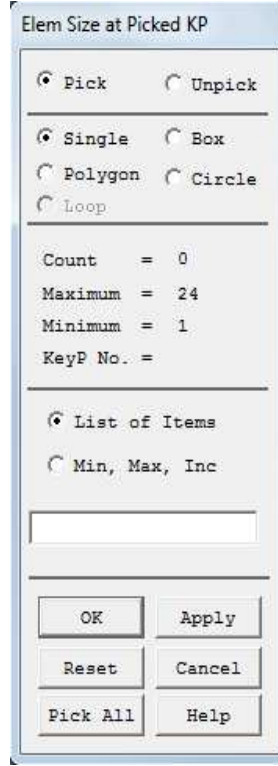 Elem Size at Picked KP
Pick Unpick
Single Box
Polygon Circle
Loop
Count = 0
Maximum = 24
Minimum = 1
KeyP No. =
List of Items
Min, Max, Inc
OK Apply
Reset Cancel
Pick All Help